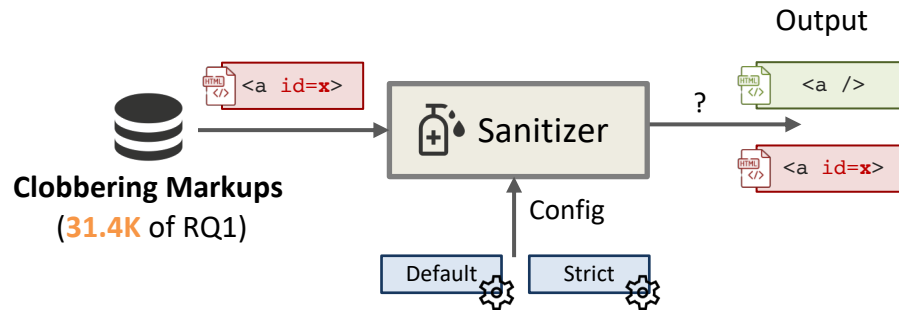 Output
HTML
</>
<a id=x>
HTML
</>
<a />
Sanitizer
?
HTML
</>
<a id=x>
Clobbering Markups
(31.4K of RQ1)
Config
Default
Strict